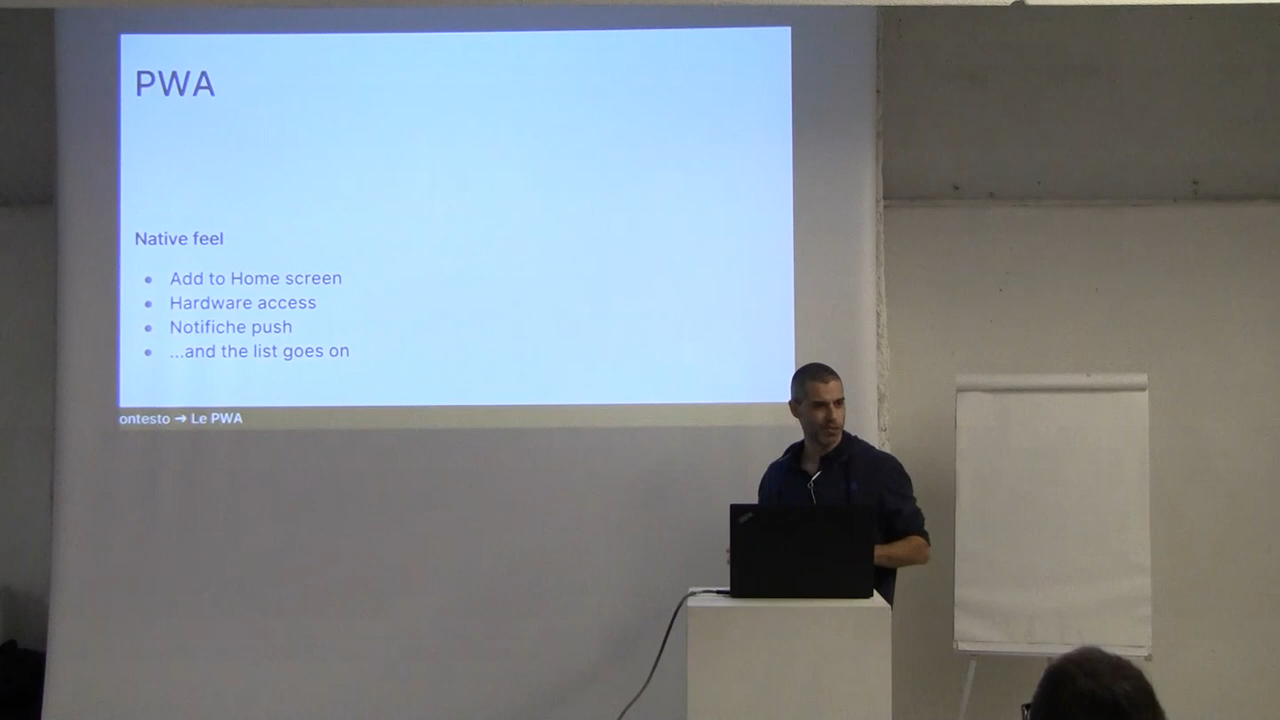 PWA
Native feel
Add to Home screen
Hardware access
Notifiche push
...and the list goes on
ontesto → Le PWA